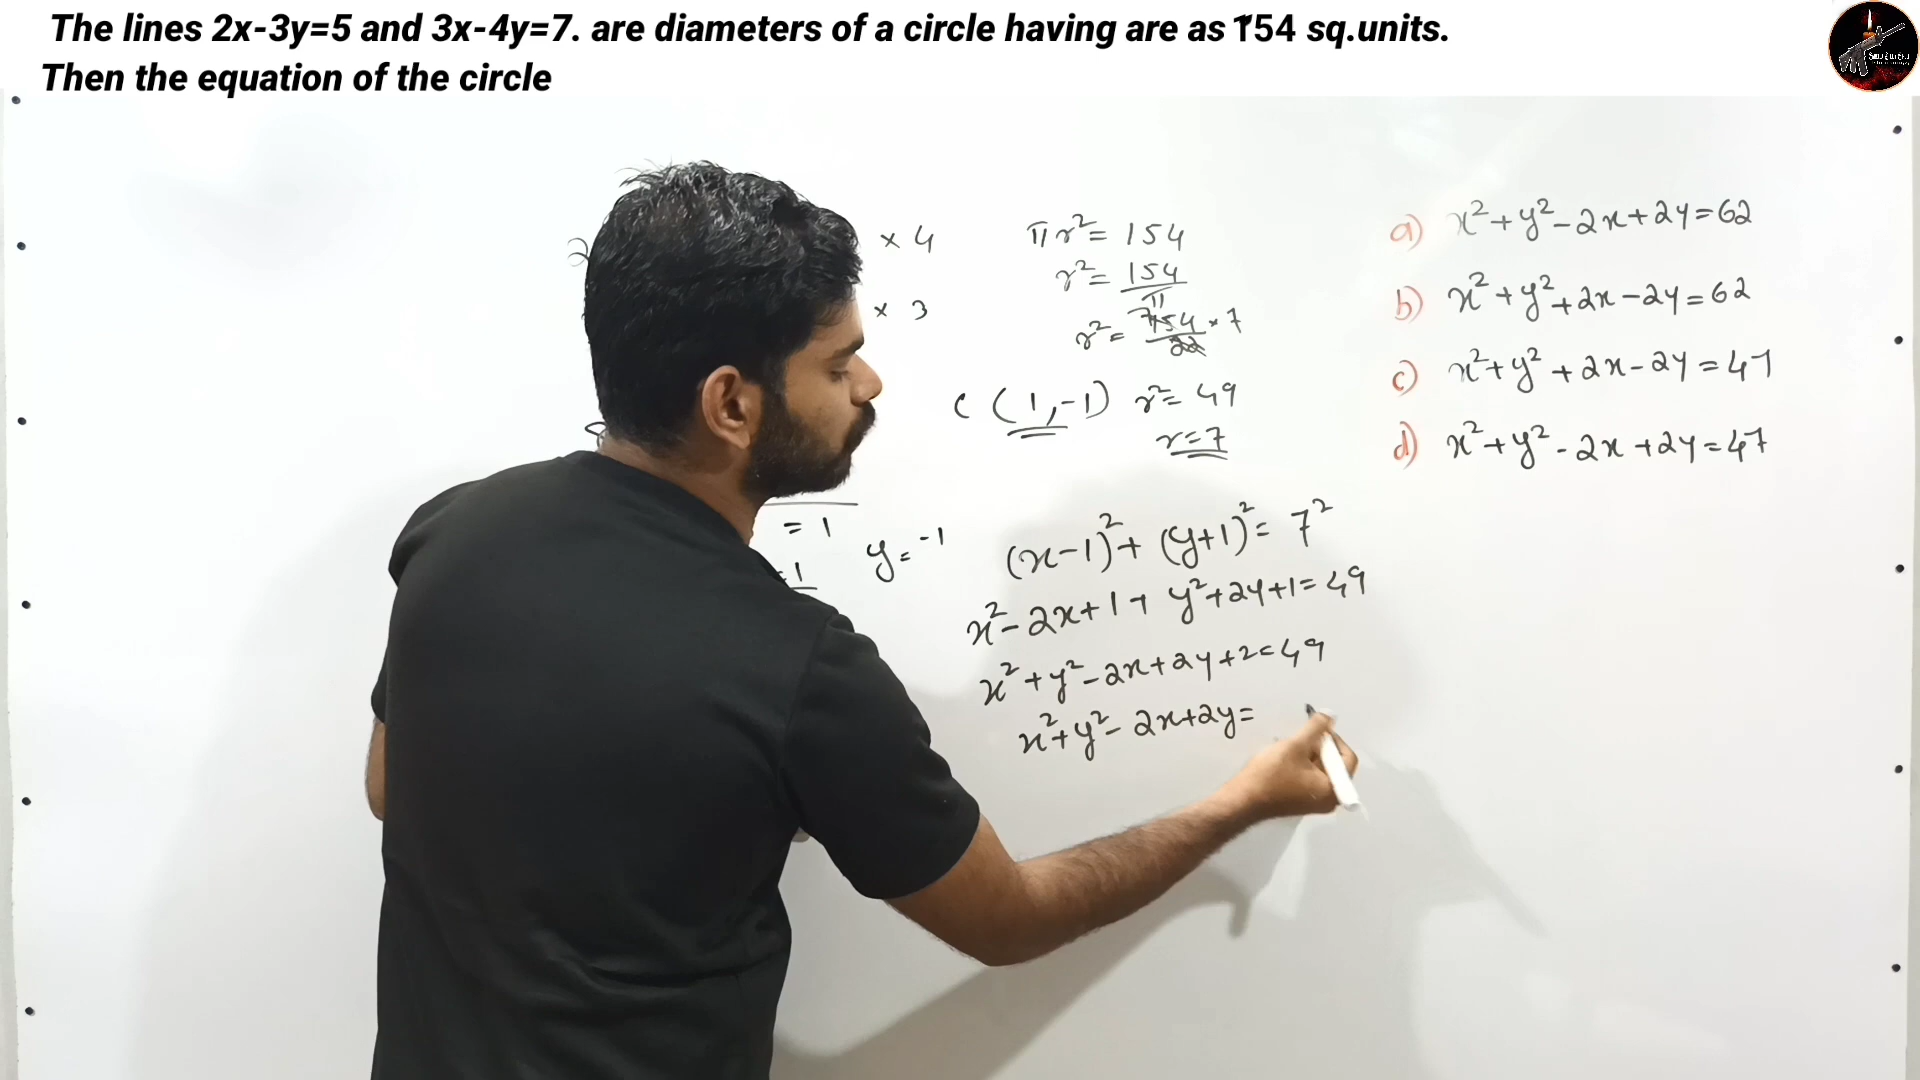 The lines 2x-3y=5 and 3x-4y=7. are diameters of a circle having are as 154 sq.units.
Then the equation of the circle
× 4
× 3
= 1
=1
y = -1
πr² = 154
r² = 154/π
r² = 154/22 × 7
C (1,-1) r² = 49
r=7
(x-1)² + (y+1)² = 7²
x² - 2x + 1 + y² + 2y + 1 = 49
x² + y² - 2x + 2y + 2 = 49
x² + y² - 2x + 2y =
a) x² + y² - 2x + 2y = 62
b) x² + y² + 2x - 2y = 62
c) x² + y² + 2x - 2y = 47
d) x² + y² - 2x + 2y = 47